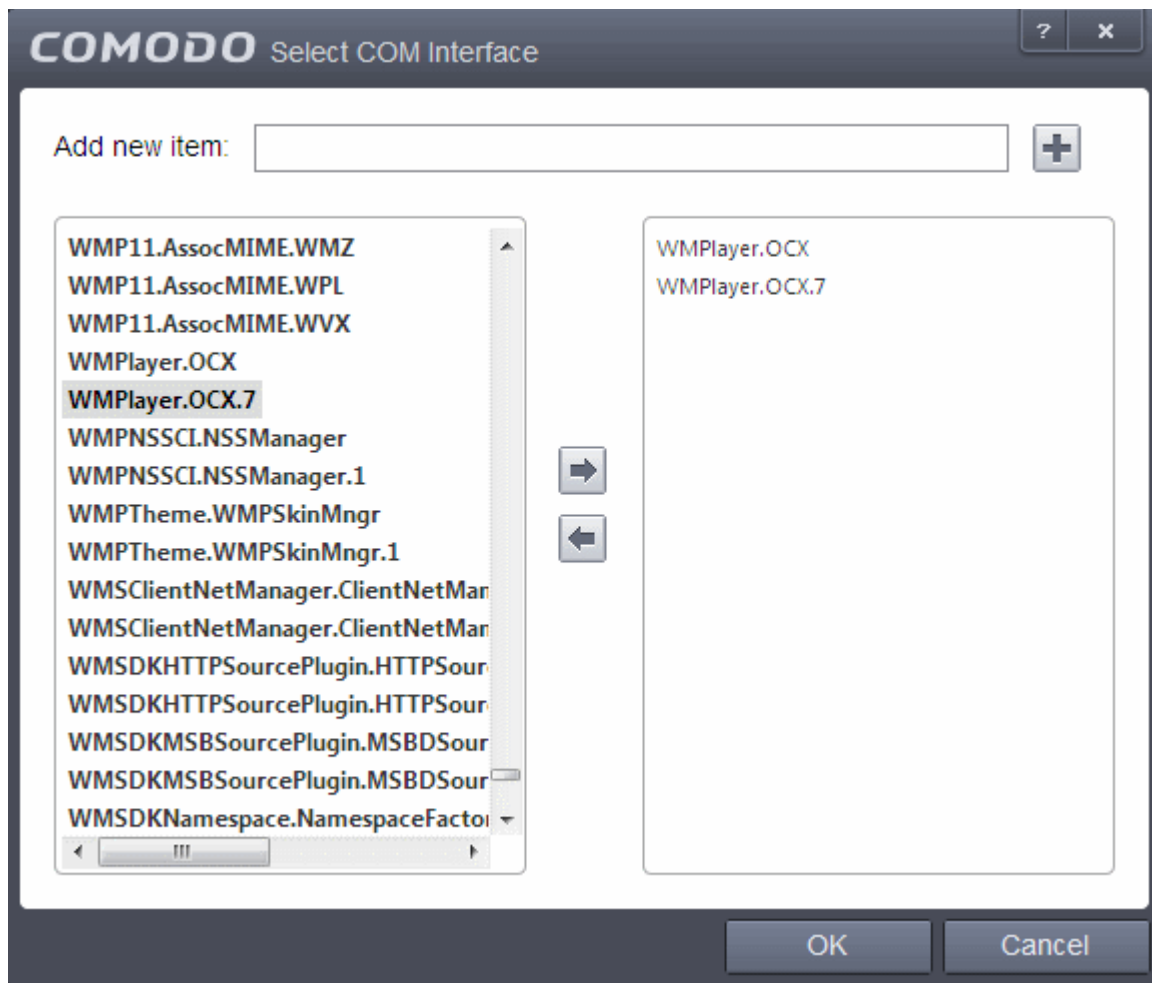 COMODO Select COM Interface
? x
Add new item:
WMP11.AssocMIME.WMZ
WMP11.AssocMIME.WPL
WMP11.AssocMIME.WVX
WMPlayer.OCX
WMPlayer.OCX.7
WMPNSSCI.NSSManager
WMPNSSCI.NSSManager.1
WMPTheme.WMPSkinMngr
WMPTheme.WMPSkinMngr.1
WMSClientNetManager.ClientNetMan
WMSClientNetManager.ClientNetMan
WMSDKHTTPSourcePlugin.HTTPSour
WMSDKHTTPSourcePlugin.HTTPSour
WMSDKMSBSourcePlugin.MSBDSour
WMSDKMSBSourcePlugin.MSBDSour
WMSDKNamespace.NamespaceFactor
WMPlayer.OCX
WMPlayer.OCX.7
OK Cancel